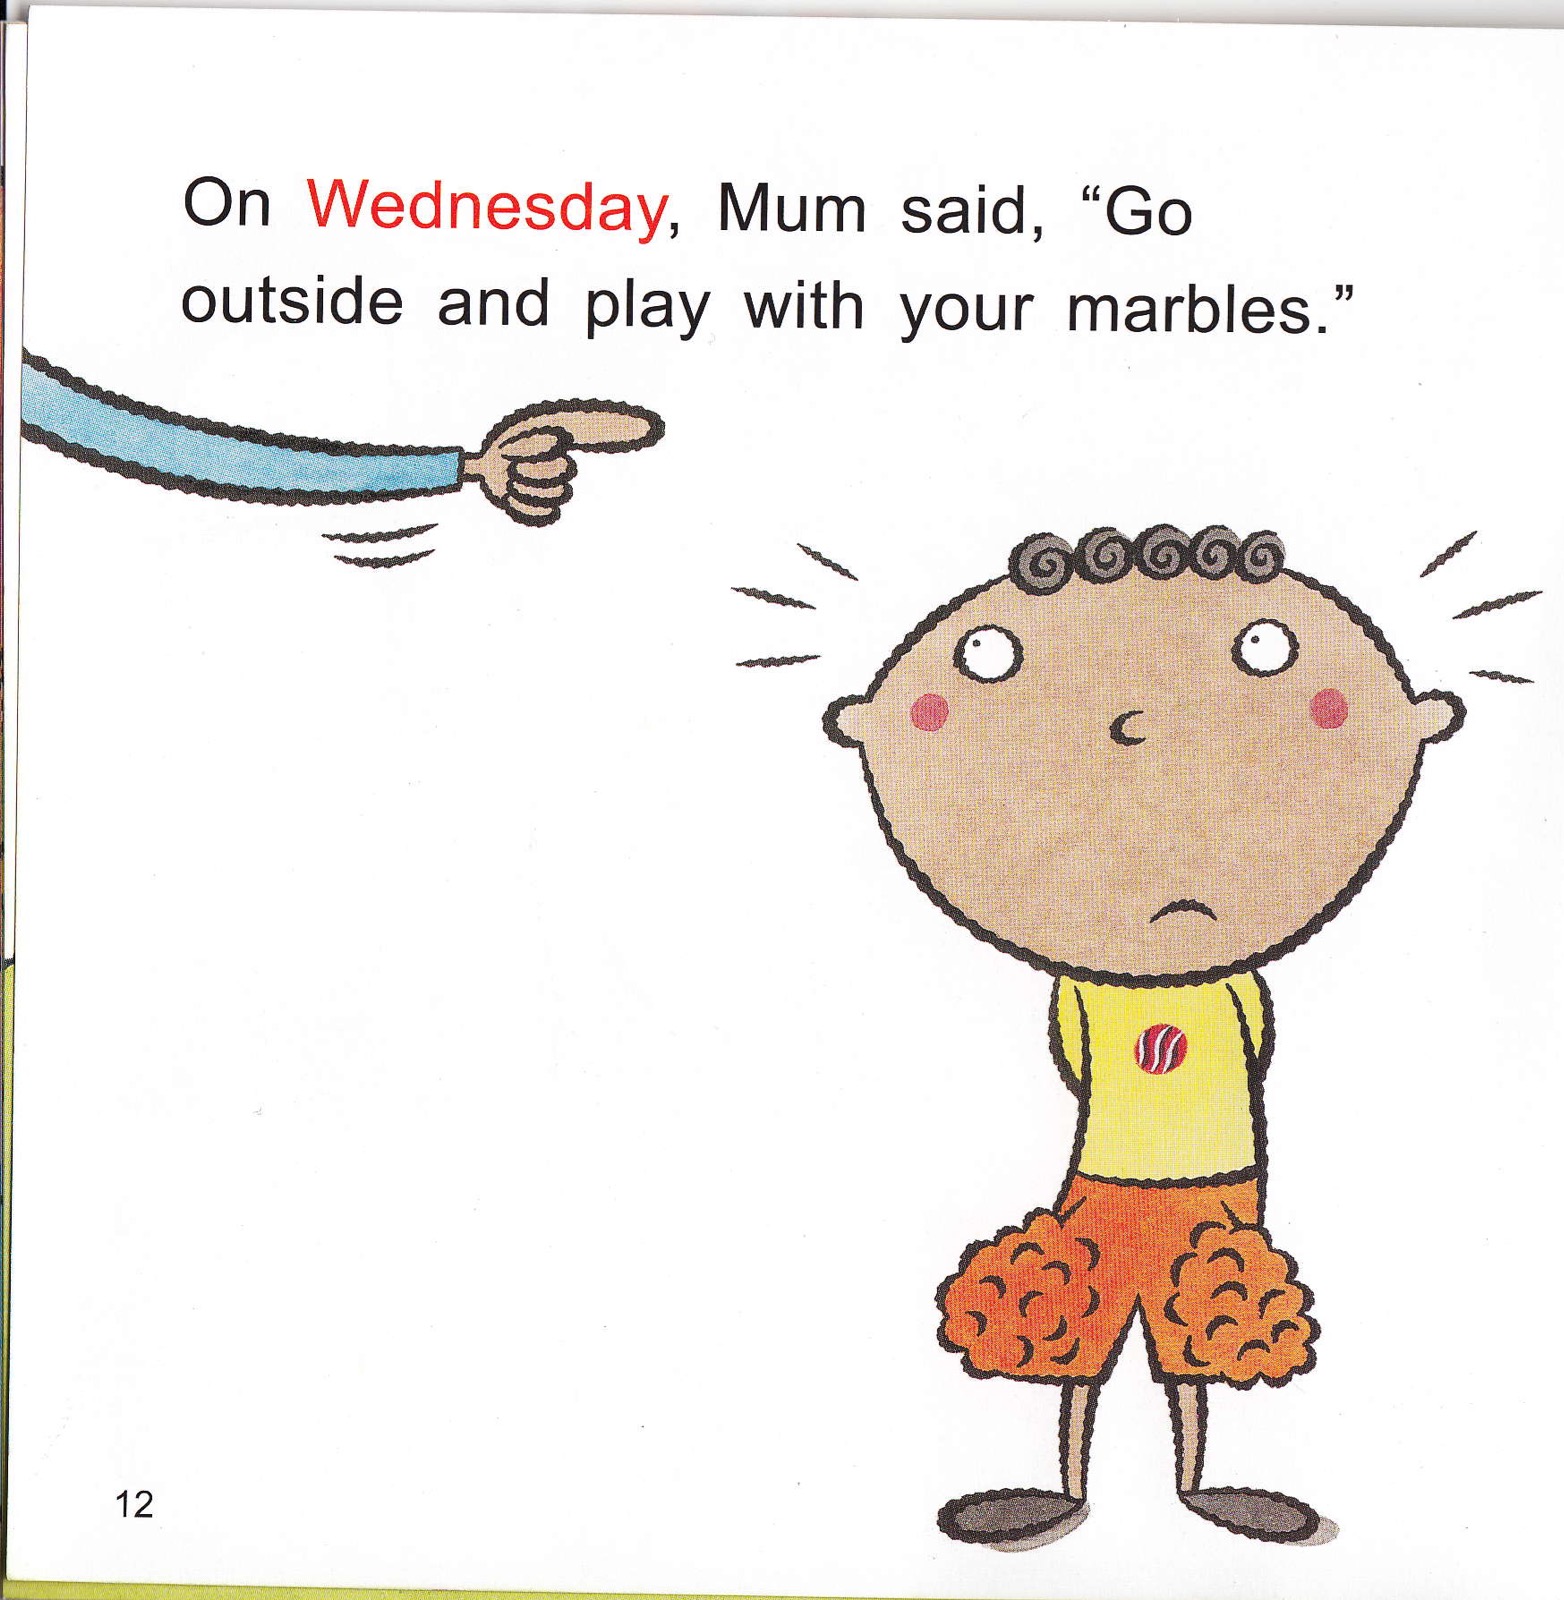 On Wednesday, Mum said, “Go
outside and play with your marbles.”
12